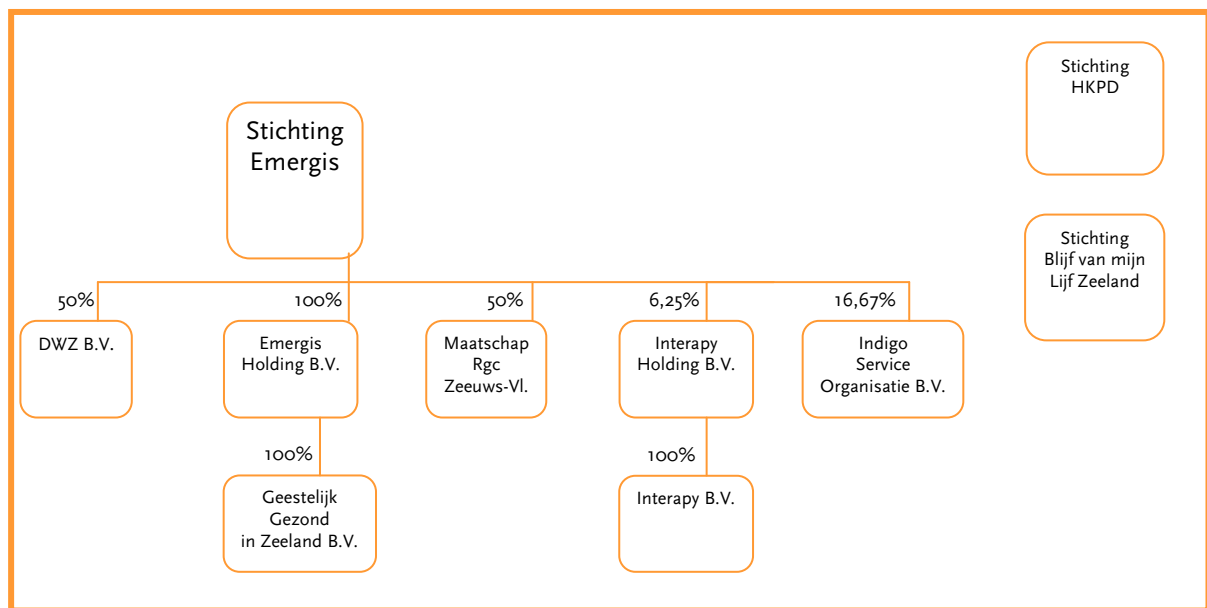 Stichting
HKPD
Stichting
Emergis
Stichting
Blijf van mijn
Lijf Zeeland
50%
100%
50%
6,25%
16,67%
DWZ B.V.
Emergis
Holding B.V.
Maatschap
Rgc
Zeeuws-Vl.
Interapy
Holding B.V.
Indigo
Service
Organisatie B.V.
100%
100%
Geestelijk
Gezond
in Zeeland B.V.
Interapy B.V.